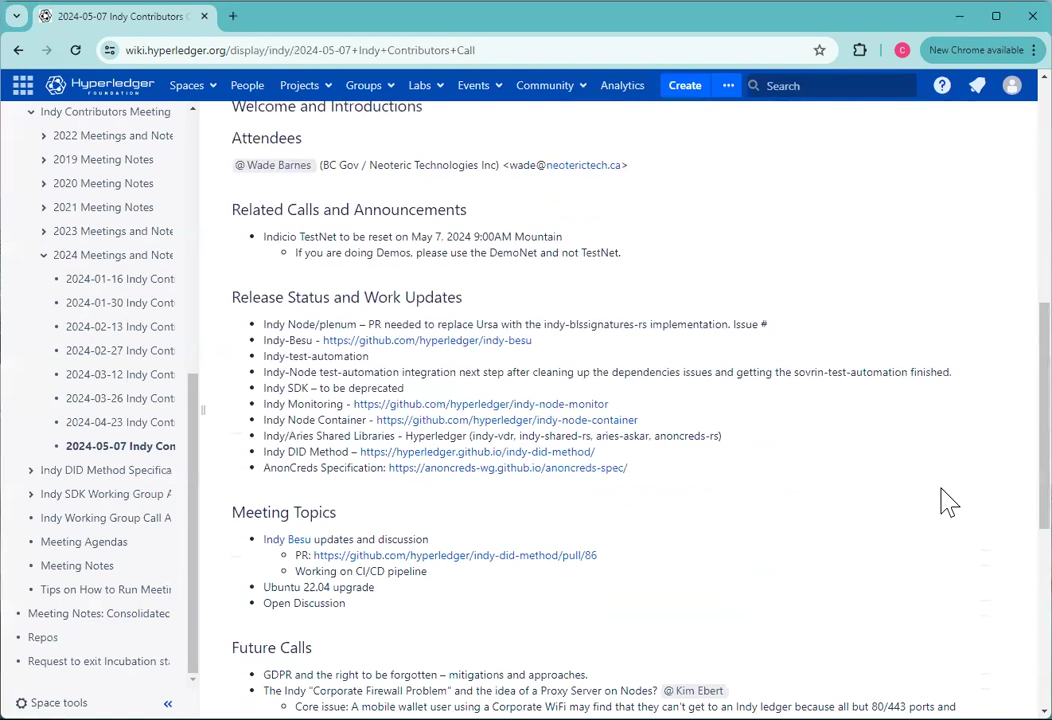 2024-05-07 Indy Contributors C
wiki.hyperledger.org/display/indy/2024-05-07+Indy+Contributors+Call
New Chrome available
C
Hyperledger
FOUNDATION
Spaces
People
Projects
Groups
Labs
Events
Community
Analytics
Create
Search
Indy Contributors Meeting
2022 Meetings and Note
2019 Meeting Notes
2020 Meeting Notes
2021 Meeting Notes
2023 Meetings and Note
2024 Meetings and Note
2024-01-16 Indy Cont
2024-01-30 Indy Cont
2024-02-13 Indy Cont
2024-02-27 Indy Cont
2024-03-12 Indy Cont
2024-03-26 Indy Cont
2024-04-23 Indy Cont
2024-05-07 Indy Con
Indy DID Method Specifica
Indy SDK Working Group A
Indy Working Group Call A
Meeting Agendas
Meeting Notes
Tips on How to Run Meetin
Meeting Notes: Consolidated
Repos
Request to exit Incubation sta
Space tools
Welcome and Introductions
Attendees
@Wade Barnes (BC Gov / Neoteric Technologies Inc) <wade@neoterictech.ca>
Related Calls and Announcements
• Indicio TestNet to be reset on May 7, 2024 9:00AM Mountain
If you are doing Demos, please use the DemoNet and not TestNet.
Release Status and Work Updates
• Indy Node/plenum – PR needed to replace Ursa with the indy-blssignatures-rs implementation. Issue #
• Indy-Besu - https://github.com/hyperledger/indy-besu
• Indy-test-automation
• Indy-Node test-automation integration next step after cleaning up the dependencies issues and getting the sovrin-test-automation finished.
• Indy SDK – to be deprecated
• Indy Monitoring - https://github.com/hyperledger/indy-node-monitor
• Indy Node Container - https://github.com/hyperledger/indy-node-container
• Indy/Aries Shared Libraries - Hyperledger (indy-vdr, indy-shared-rs, aries-askar, anoncreds-rs)
• Indy DID Method – https://hyperledger.github.io/indy-did-method/
• AnonCreds Specification: https://anoncreds-wg.github.io/anoncreds-spec/
Meeting Topics
• Indy Besu updates and discussion
PR: https://github.com/hyperledger/indy-did-method/pull/86
Working on CI/CD pipeline
• Ubuntu 22.04 upgrade
• Open Discussion
Future Calls
• GDPR and the right to be forgotten – mitigations and approaches.
• The Indy “Corporate Firewall Problem” and the idea of a Proxy Server on Nodes? @Kim Ebert
Core issue: A mobile wallet user using a Corporate WiFi may find that they can't get to an Indy ledger because all but 80/443 ports and